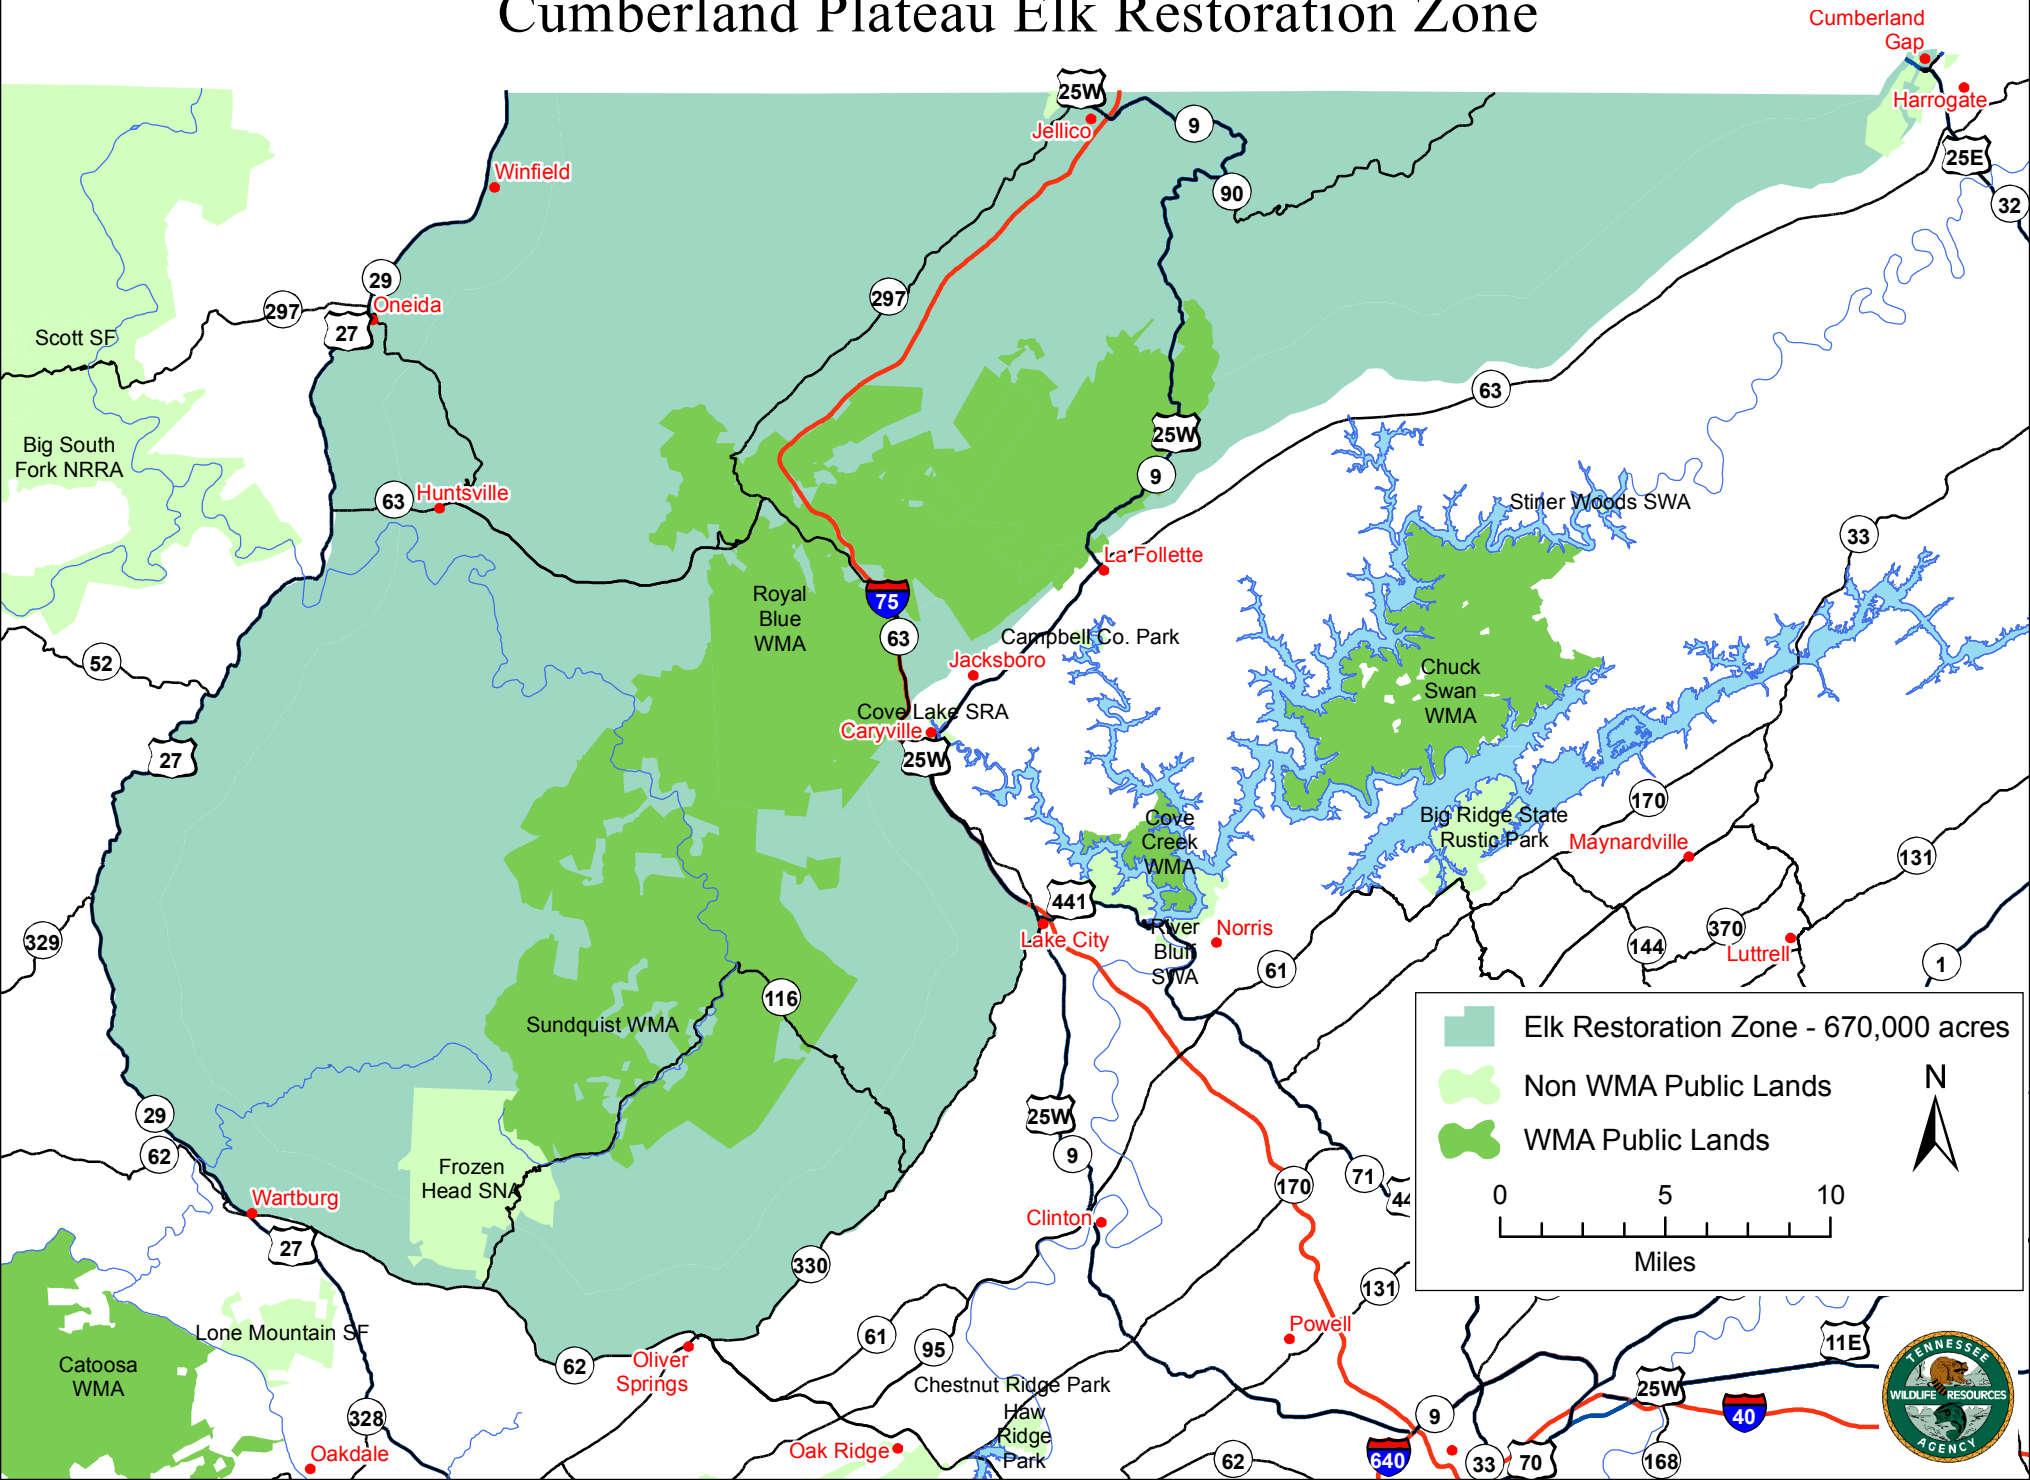 Cumberland Plateau Elk Restoration Zone
Cumberland
Gap
Harrogate
25E
32
25W
Jellico
9
90
Winfield
29
Oneida
297
27
297
Scott SF
63
25W
9
Big South
Fork NRRA
63
Huntsville
Stiner Woods SWA
33
La Follette
75
63
Royal
Blue
WMA
Campbell Co. Park
Jacksboro
52
Chuck
Swan
WMA
Cove Lake SRA
Caryville
25W
27
170
Big Ridge State
Rustic Park
Maynardville
131
Cove
Creek
WMA
441
Lake City
River
Bluff
SWA
Norris
61
370
144
Luttrell
1
329
116
Sundquist WMA
Elk Restoration Zone - 670,000 acres
Non WMA Public Lands
WMA Public Lands
N
0 5 10
Miles
29
62
25W
9
Frozen
Head SNA
170
71
44
Wartburg
27
Clinton
330
131
Powell
Lone Mountain SF
61
95
62
Oliver
Springs
Catoosa
WMA
Chestnut Ridge Park
Haw
Ridge
Park
328
Oakdale
Oak Ridge
62
640
9
33
70
168
25W
40
11E
TENNESSEE
WILDLIFE RESOURCES
AGENCY